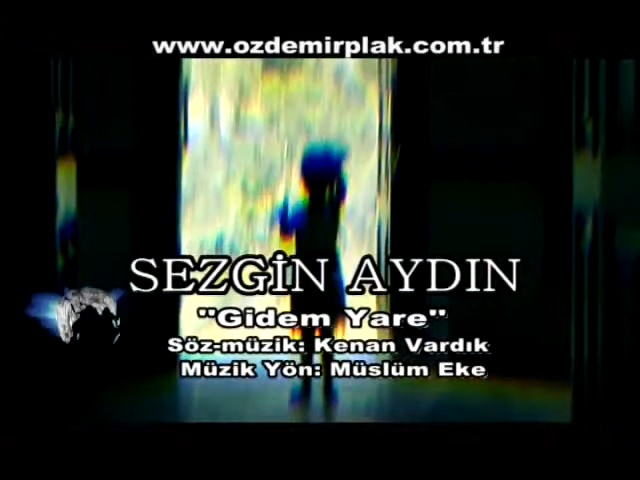 www.ozdemirplak.com.tr
SEZGİN AYDIN
"Gidem Yare"
Söz-müzik: Kenan Vardık
Müzik Yön: Müslüm Eke